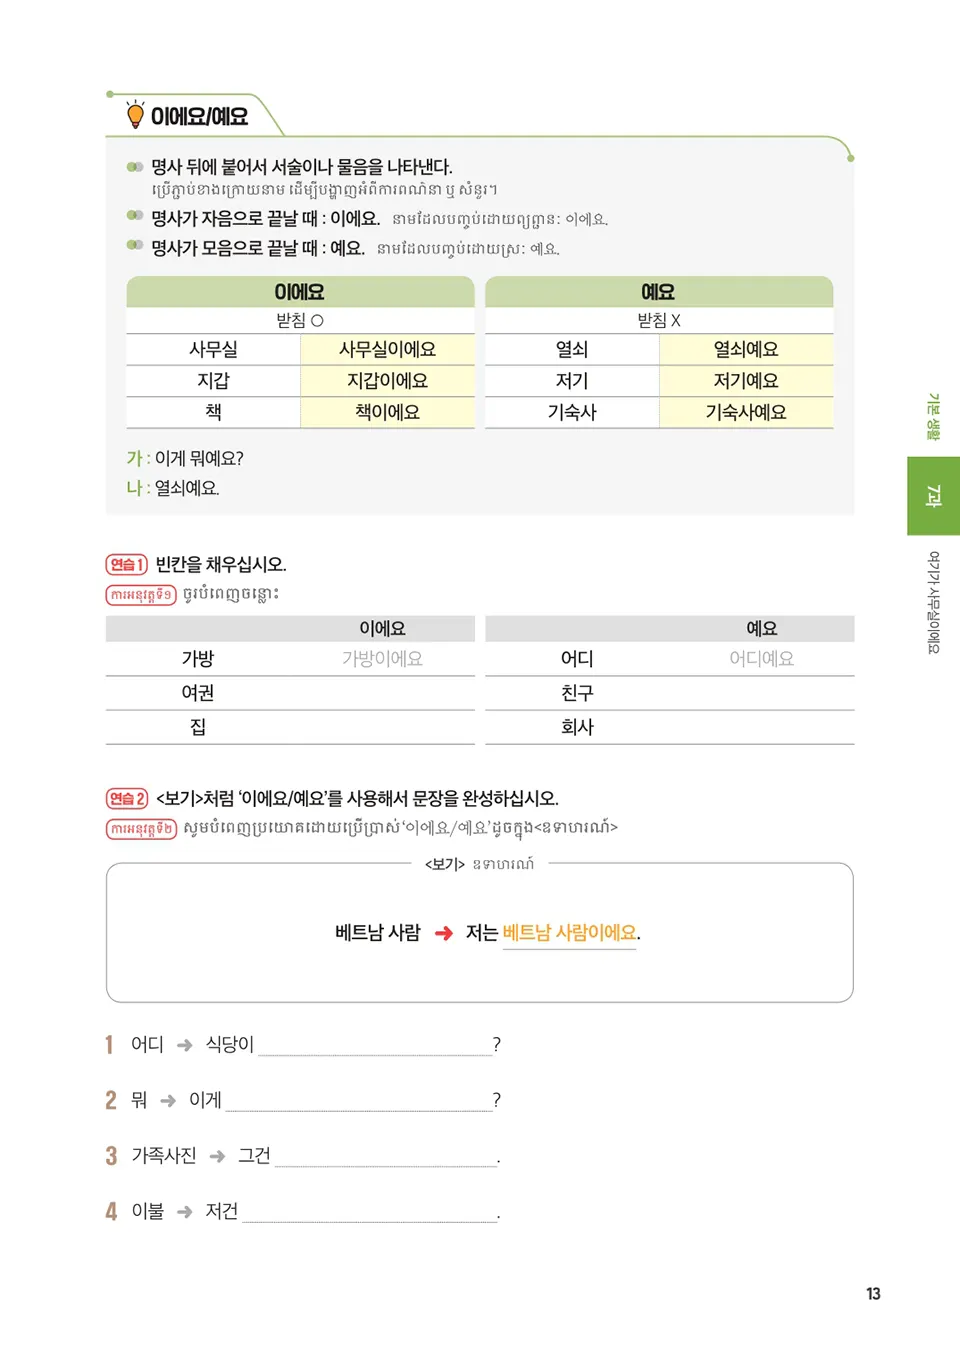 이에요/예요
명사 뒤에 붙어서 서술이나 물음을 나타낸다.
ប្រើភ្ជាប់ខាងក្រោយនាម ដើម្បីបង្ហាញអំពីការពណ៌នា ឬ សំនួរ។
명사가 자음으로 끝날 때 : 이에요. នាមដែលបញ្ចប់ដោយព្យព្ជានៈ 이에요.
명사가 모음으로 끝날 때 : 예요. នាមដែលបញ្ចប់ដោយស្រៈ 예요.
이에요 예요
받침 O 받침 X
사무실 사무실이에요 열쇠 열쇠예요
지갑 지갑이에요 저기 저기예요
책 책이에요 기숙사 기숙사예요
가 : 이게 뭐예요?
나 : 열쇠예요.
연습 1 빈칸을 채우십시오.
ការអនុវត្តទី១ ចូរបំពេញចន្លោះ
이에요 예요
가방 가방이에요 어디 어디예요
여권 친구
집 회사
연습 2 <보기>처럼 ‘이에요/예요’를 사용해서 문장을 완성하십시오.
ការអនុវត្តទី២ សូមបំពេញប្រយោគដោយប្រើប្រាស់ ‘이에요/예요’ ដូចក្នុង<ឧទាហរណ៍>
<보기> ឧទាហរណ៍
베트남 사람 ➜ 저는 베트남 사람이에요.
1 어디 ➜ 식당이 ?
2 뭐 ➜ 이게 ?
3 가족사진 ➜ 그건 .
4 이불 ➜ 저건 .
기본 생활
7과
여기가 사무실이에요
13